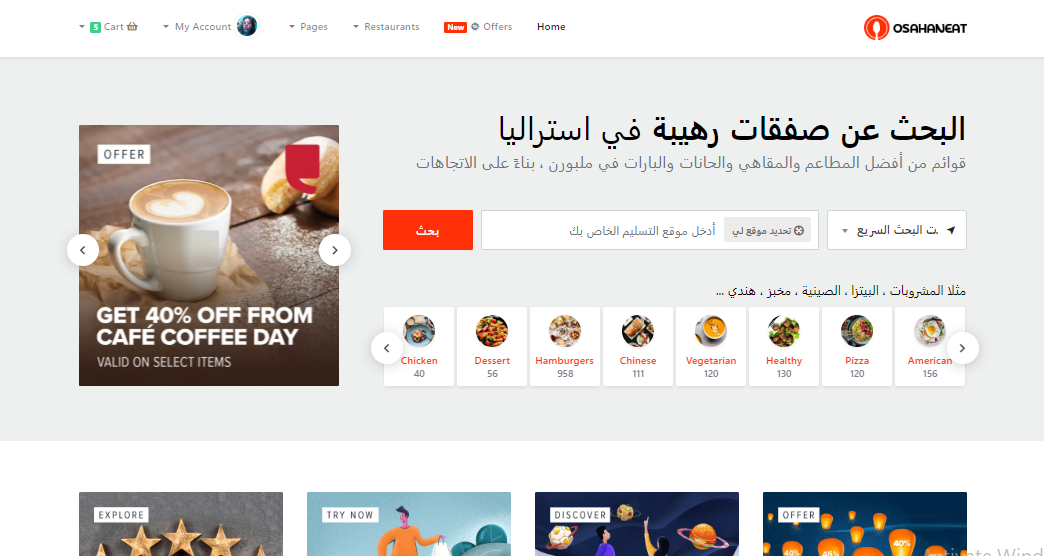 OSAHANEAT
Home
New Offers
Restaurants
Pages
My Account
5 Cart
البحث عن صفقات رهيبة في استراليا
قوائم من أفضل المطاعم والمقاهي والحانات والبارات في ملبورن ، بناءً على الاتجاهات
البحث السريع
أدخل موقع التسليم الخاص بك
تحديد موقع لي
بحث
مثلا المشروبات ، البيتزا ، الصينية ، مخبز ، هندي ...
American
156
Pizza
120
Healthy
130
Vegetarian
120
Chinese
111
Hamburgers
958
Dessert
56
Chicken
40
OFFER
GET 40% OFF FROM
CAFÉ COFFEE DAY
VALID ON SELECT ITEMS
OFFER
40%
40%
45%
DISCOVER
TRY NOW
EXPLORE